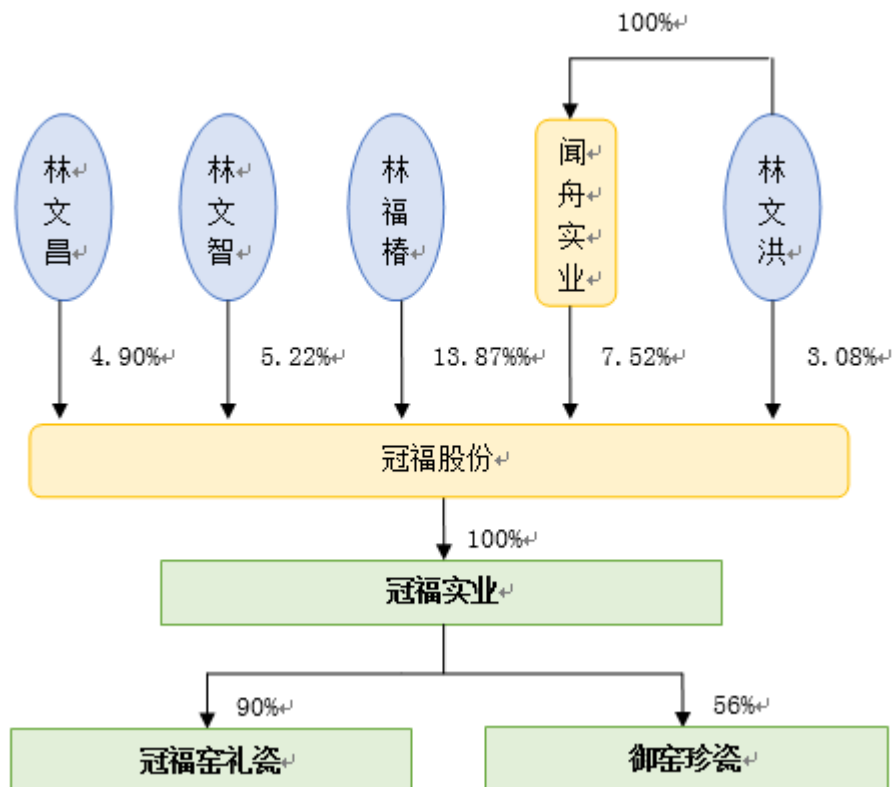 100%
林文昌
林文智
林福椿
闻舟实业
林文洪
4.90%
5.22%
13.87%%
7.52%
3.08%
冠福股份
100%
冠福实业
90%
56%
冠福窑礼瓷
御窑珍瓷